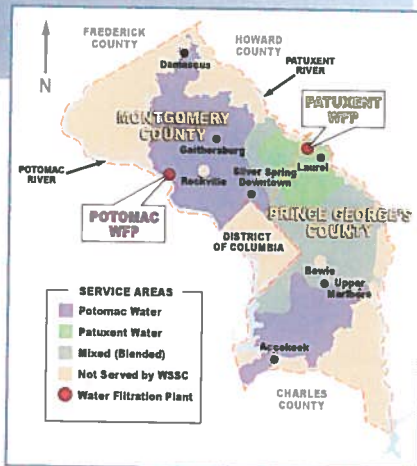 FREDERICK
COUNTY
HOWARD
COUNTY
N
Damascus
PATUXENT
RIVER
PATUXENT
WFP
MONTGOMERY
COUNTY
Gaithersburg
Laurel
POTOMAC
RIVER
Rockville
Silver Spring
Downtown
POTOMAC
WFP
PRINCE GEORGE'S
COUNTY
DISTRICT
OF COLUMBIA
Bowie
Upper
Marlboro
SERVICE AREAS
Potomac Water
Patuxent Water
Mixed (Blended)
Not Served by WSSC
Water Filtration Plant
Accokeek
CHARLES
COUNTY